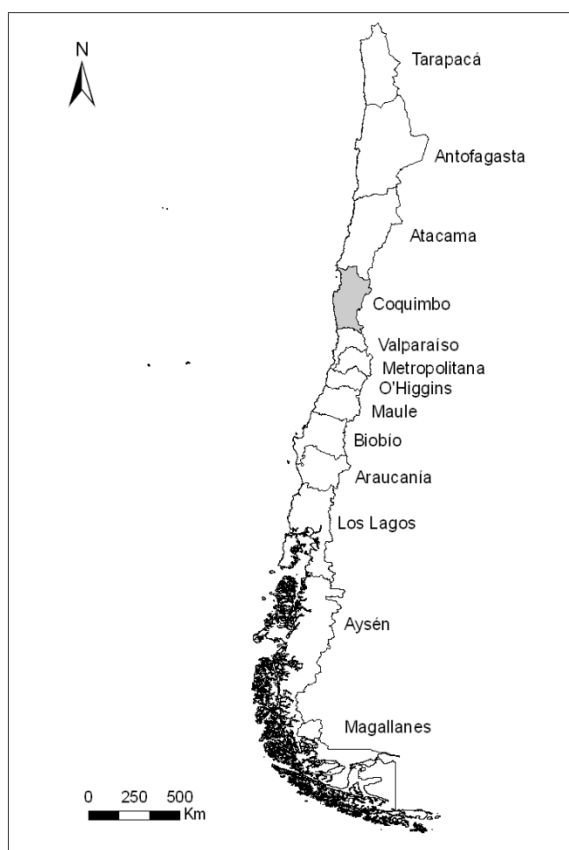 N
Tarapacá
Antofagasta
Atacama
Coquimbo
Valparaíso
Metropolitana
O'Higgins
Maule
Biobío
Araucanía
Los Lagos
Aysén
Magallanes
0 250 500
Km